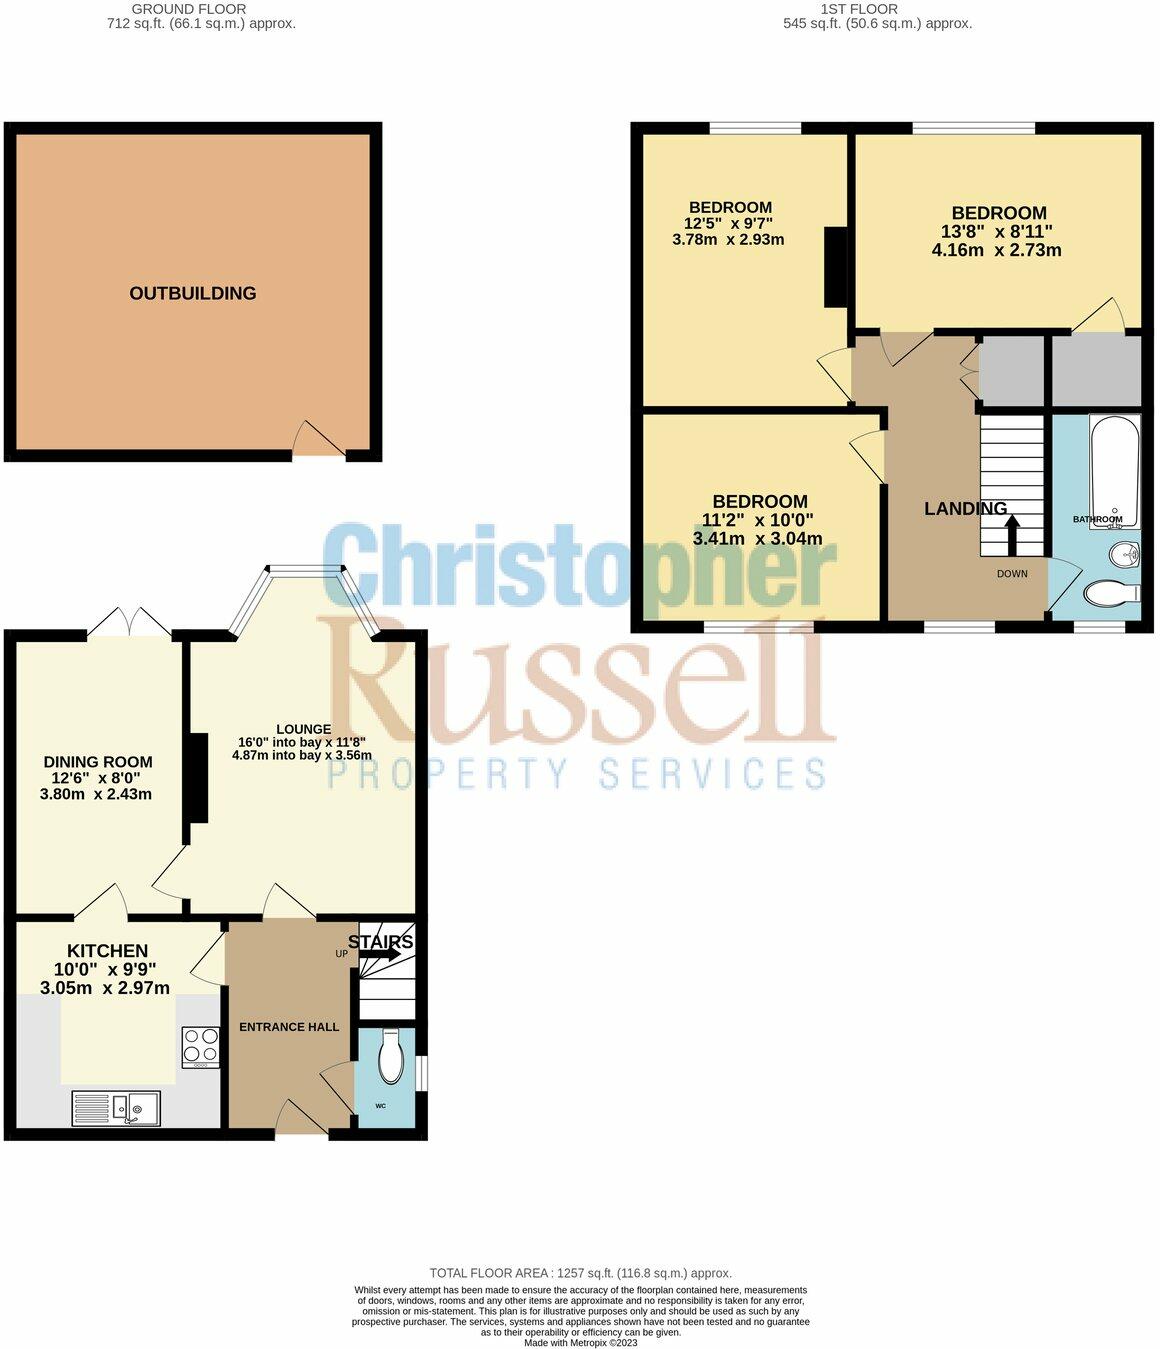 GROUND FLOOR
712 sq.ft. (66.1 sq.m.) approx.
1ST FLOOR
545 sq.ft. (50.6 sq.m.) approx.
OUTBUILDING
BEDROOM
12'5" x 9'7"
3.78m x 2.93m
BEDROOM
13'8" x 8'11"
4.16m x 2.73m
BEDROOM
11'2" x 10'0"
3.41m x 3.04m
LANDING
BATHROOM
DOWN
Christopher
Russell
PROPERTY SERVICES
LOUNGE
16'0" into bay x 11'8"
4.87m into bay x 3.56m
DINING ROOM
12'6" x 8'0"
3.80m x 2.43m
KITCHEN
10'0" x 9'9"
3.05m x 2.97m
STAIRS
UP
ENTRANCE HALL
WC
TOTAL FLOOR AREA : 1257 sq.ft. (116.8 sq.m.) approx.
Whilst every attempt has been made to ensure the accuracy of the floorplan contained here, measurements
of doors, windows, rooms and any other items are approximate and no responsibility is taken for any error,
omission or mis-statement. This plan is for illustrative purposes only and should be used as such by any
prospective purchaser. The services, systems and appliances shown have not been tested and no guarantee
as to their operability or efficiency can be given.
Made with Metropix ©2023